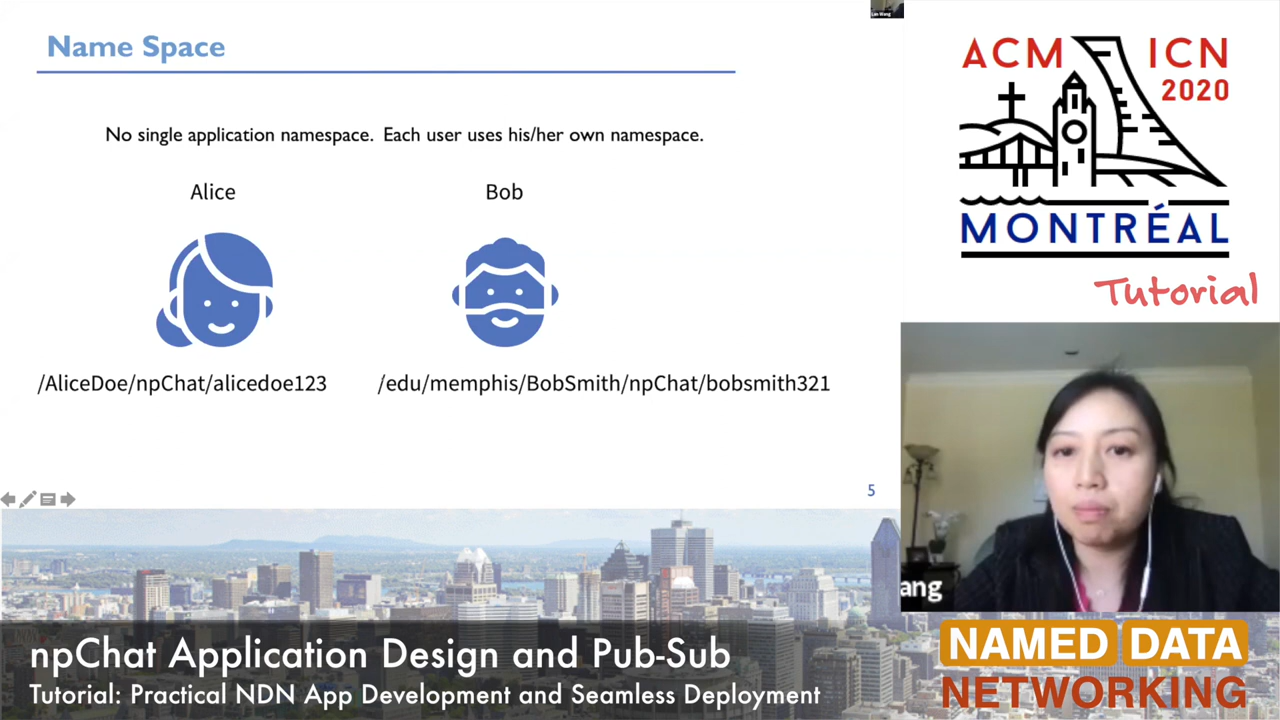 Name Space
Lan Wang
No single application namespace. Each user uses his/her own namespace.
Alice
Bob
/AliceDoe/npChat/alicedoe123
/edu/memphis/BobSmith/npChat/bobsmith321
5
ACM ICN
2020
MONTRÉAL
Tutorial
ang
npChat Application Design and Pub-Sub
Tutorial: Practical NDN App Development and Seamless Deployment
NAMED DATA
NETWORKING